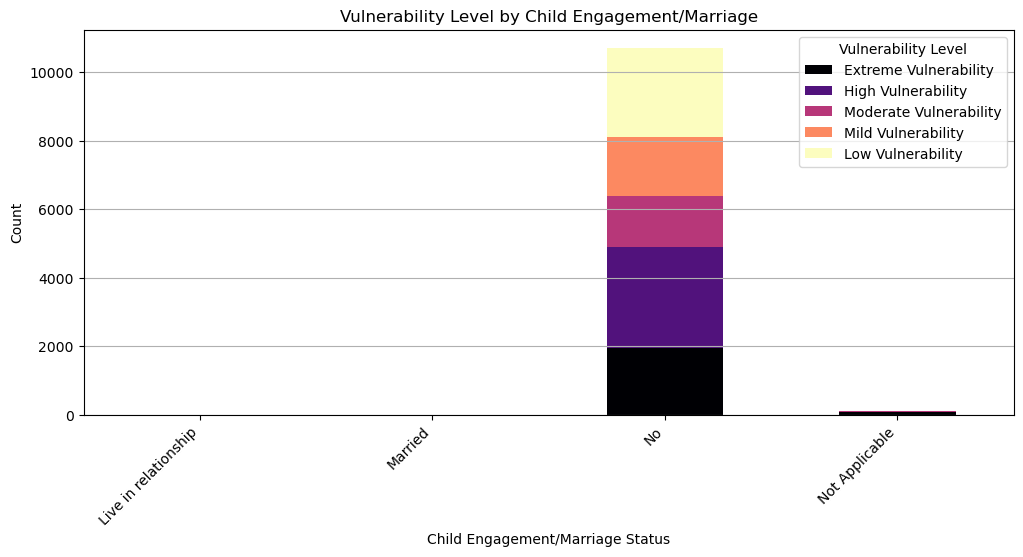 Vulnerability Level by Child Engagement/Marriage
Vulnerability Level
Extreme Vulnerability
High Vulnerability
Moderate Vulnerability
Mild Vulnerability
Low Vulnerability
10000
8000
6000
4000
2000
0
Count
Live in relationship
Married
No
Not Applicable
Child Engagement/Marriage Status